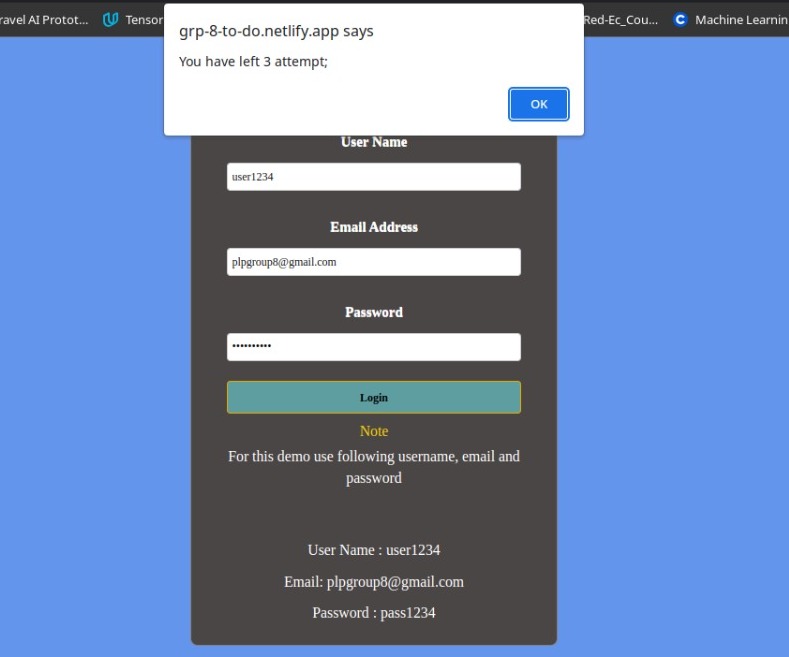 ravel AI Protot...
Tensor
Red-Ec_Cou...
Machine Learnin
grp-8-to-do.netlify.app says
You have left 3 attempt;
OK
User Name
user1234
Email Address
plpgroup8@gmail.com
Password
••••••••••
Login
Note
For this demo use following username, email and
password
User Name : user1234
Email: plpgroup8@gmail.com
Password : pass1234